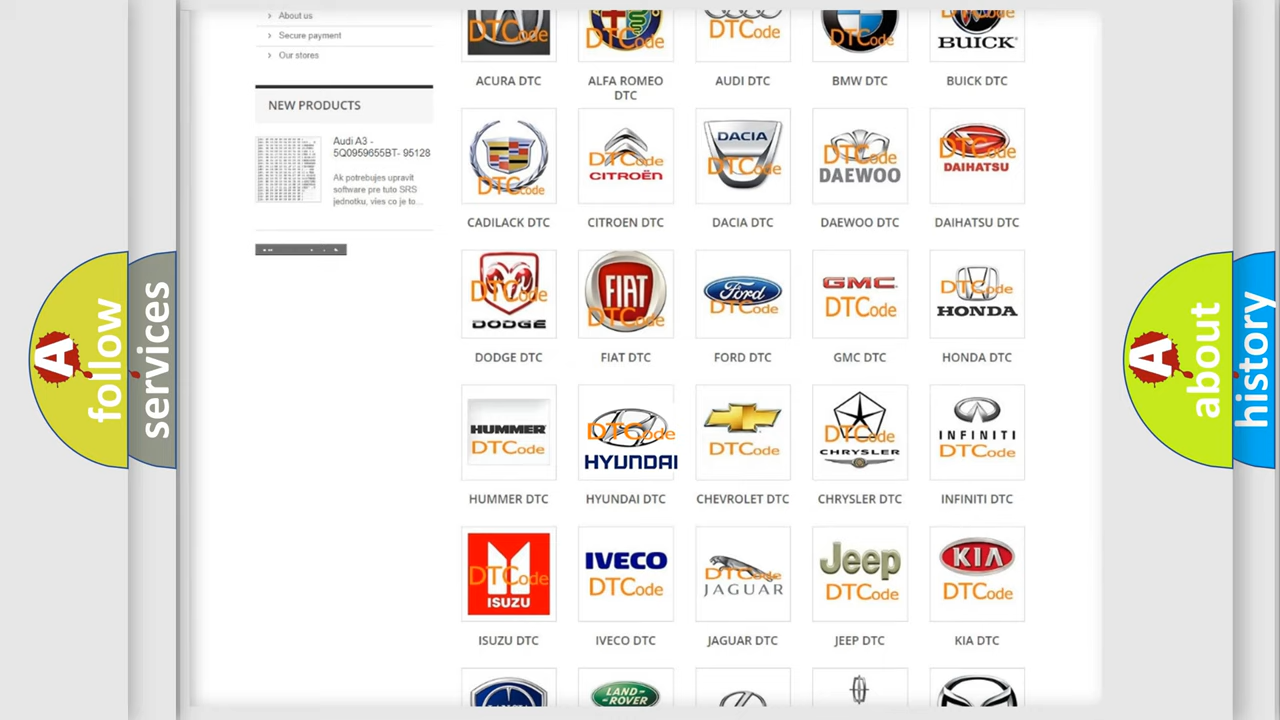 About us
Secure payment
Our stores
NEW PRODUCTS
Audi A3 -
5Q0959655BT- 95128
Ak potrebujes upravit
software pre tuto SRS
jednotku, vies co je to...
DTCode
DTCode
DTCode
DTCode
BUICK
ACURA DTC
ALFA ROMEO
DTC
AUDI DTC
BMW DTC
BUICK DTC
DTCode
DTCode
CITROËN
DACIA
DTCode
DTCode
DAEWOO
DTCode
DAIHATSU
CADILACK DTC
CITROEN DTC
DACIA DTC
DAEWOO DTC
DAIHATSU DTC
DTCode
DODGE
FIAT
DTCode
Ford
DTCode
GMC
DTCode
DTCode
HONDA
DODGE DTC
FIAT DTC
FORD DTC
GMC DTC
HONDA DTC
HUMMER
DTCode
DTCode
HYUNDAI
DTCode
DTCode
CHRYSLER
INFINITI
DTCode
HUMMER DTC
HYUNDAI DTC
CHEVROLET DTC
CHRYSLER DTC
INFINITI DTC
DTCode
ISUZU
IVECO
DTCode
DTCode
JAGUAR
Jeep
DTCode
KIA
DTCode
ISUZU DTC
IVECO DTC
JAGUAR DTC
JEEP DTC
KIA DTC
LAND-
ROVER
A
follow
services
A
about
history